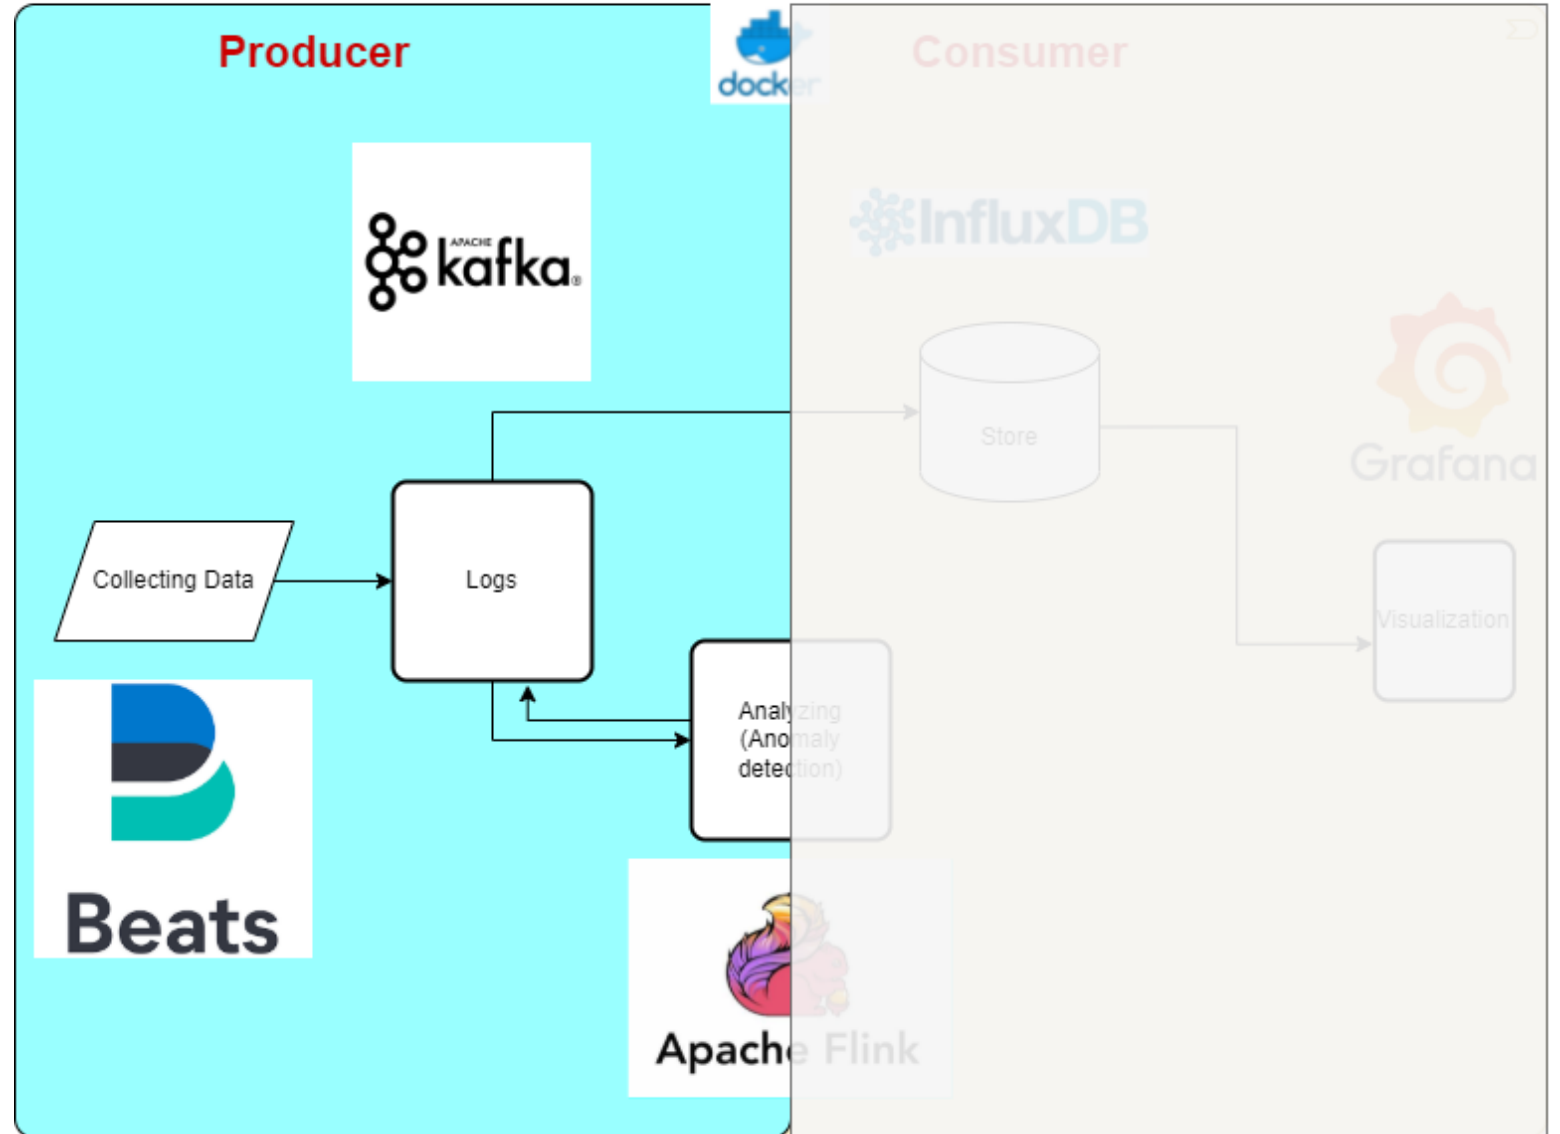 Producer
docker
Consumer
APACHE
kafka®
InfluxDB
Store
Grafana
Collecting Data
Logs
Visualization
Analyzing
(Anomaly
detection)
Beats
Apache Flink